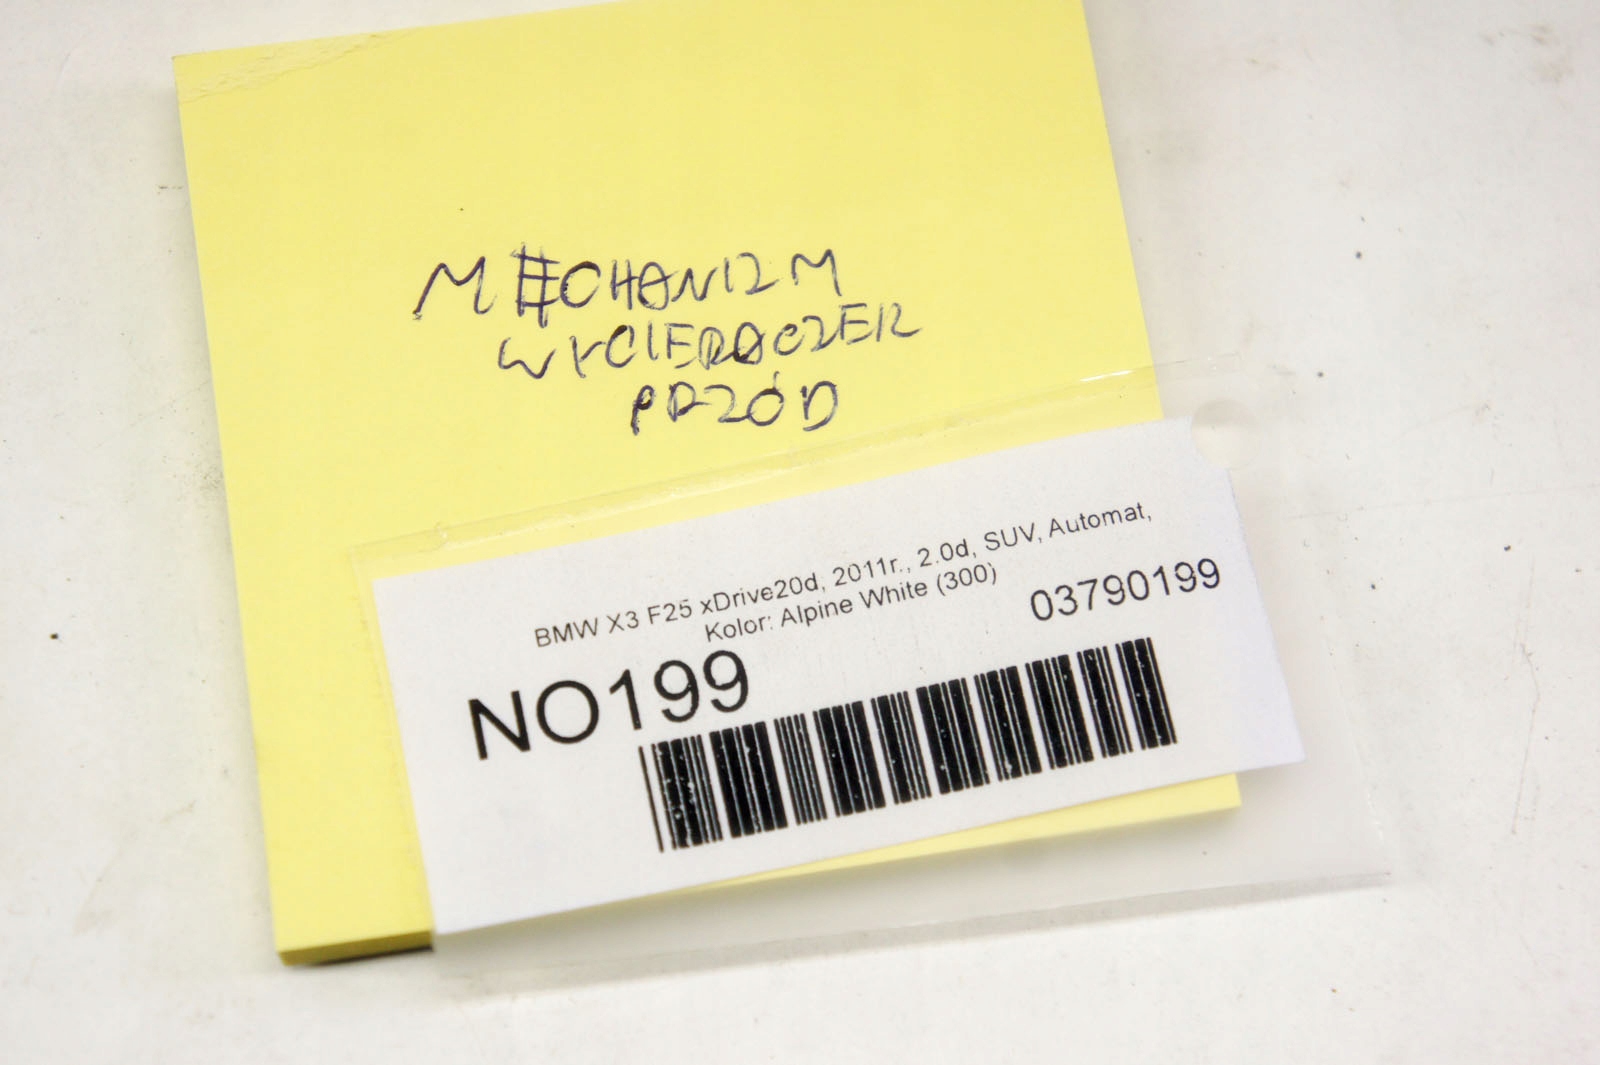 MECHANIZM
WYCIERACZEK
PRZÓD
BMW X3 F25 xDrive20d, 2011r., 2.0d, SUV, Automat,
Kolor: Alpine White (300)
03790199
NO199